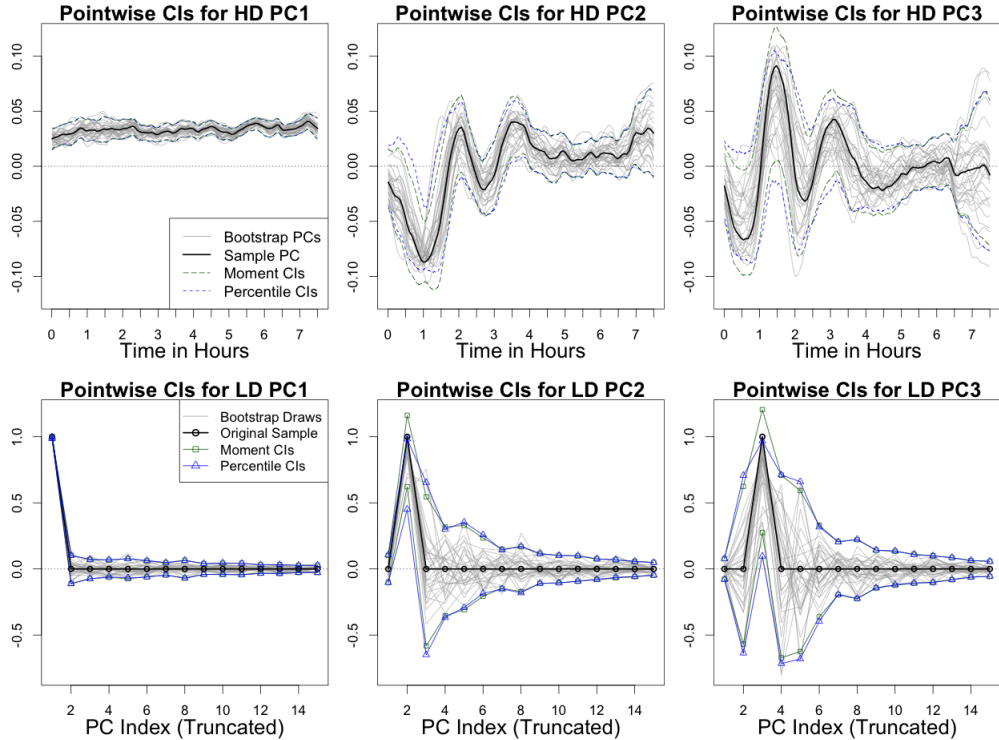 Pointwise CIs for HD PC1
0.10
0.05
0.00
-0.05
-0.10
Bootstrap PCs
Sample PC
Moment CIs
Percentile CIs
0 1 2 3 4 5 6 7
Time in Hours
Pointwise CIs for HD PC2
0.10
0.05
0.00
-0.05
-0.10
0 1 2 3 4 5 6 7
Time in Hours
Pointwise CIs for HD PC3
0.10
0.05
0.00
-0.05
-0.10
0 1 2 3 4 5 6 7
Time in Hours
Pointwise CIs for LD PC1
1.0
0.5
0.0
-0.5
Bootstrap Draws
Original Sample
Moment CIs
Percentile CIs
2 4 6 8 10 12 14
PC Index (Truncated)
Pointwise CIs for LD PC2
1.0
0.5
0.0
-0.5
2 4 6 8 10 12 14
PC Index (Truncated)
Pointwise CIs for LD PC3
1.0
0.5
0.0
-0.5
2 4 6 8 10 12 14
PC Index (Truncated)